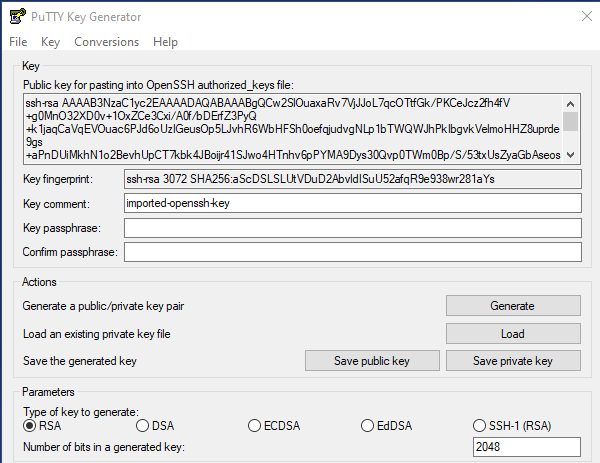 PuTTY Key Generator
File Key Conversions Help
Key
Public key for pasting into OpenSSH authorized_keys file:
ssh-rsa AAAAB3NzaC1yc2EAAAADAQABAAABgQCw2SlOuaxaRv7VjJJoL7qcOTtfGk/PKCeJcz2fh4fV
+g0MnO32XD0v+1OxZCe3Cxi/A0f/bDErfZ3PyQ
+k1jaqCaVqEVOuac6PJd6oUzIGeusOp5LJvhR6WbHFSh0oefqjudvgNLp1bTWQWJhPkIbgvkVelmoHHZ8uprde
9gs
+aPnDUiMkhN1o2BevhUpCT7kbk4JBoijr41SJwo4HTnhv6pPYMA9Dys30Qvp0TWm0Bp/S/53txUsZyaGbAseos
Key fingerprint:
ssh-rsa 3072 SHA256:aScDSLSLUtVDuD2AbvIdISuU52afqR9e938wr281aYs
Key comment:
imported-openssh-key
Key passphrase:
Confirm passphrase:
Actions
Generate a public/private key pair
Generate
Load an existing private key file
Load
Save the generated key
Save public key
Save private key
Parameters
Type of key to generate:
RSA DSA ECDSA EdDSA SSH-1 (RSA)
Number of bits in a generated key:
2048